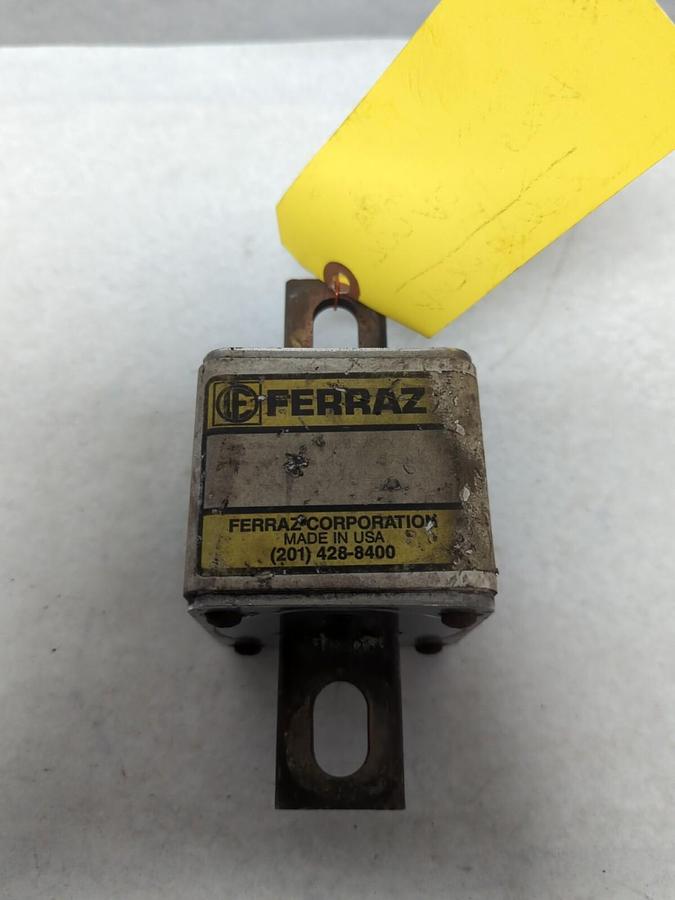 FERRAZ
FERRAZ CORPORATION
MADE IN USA
(201) 428-8400